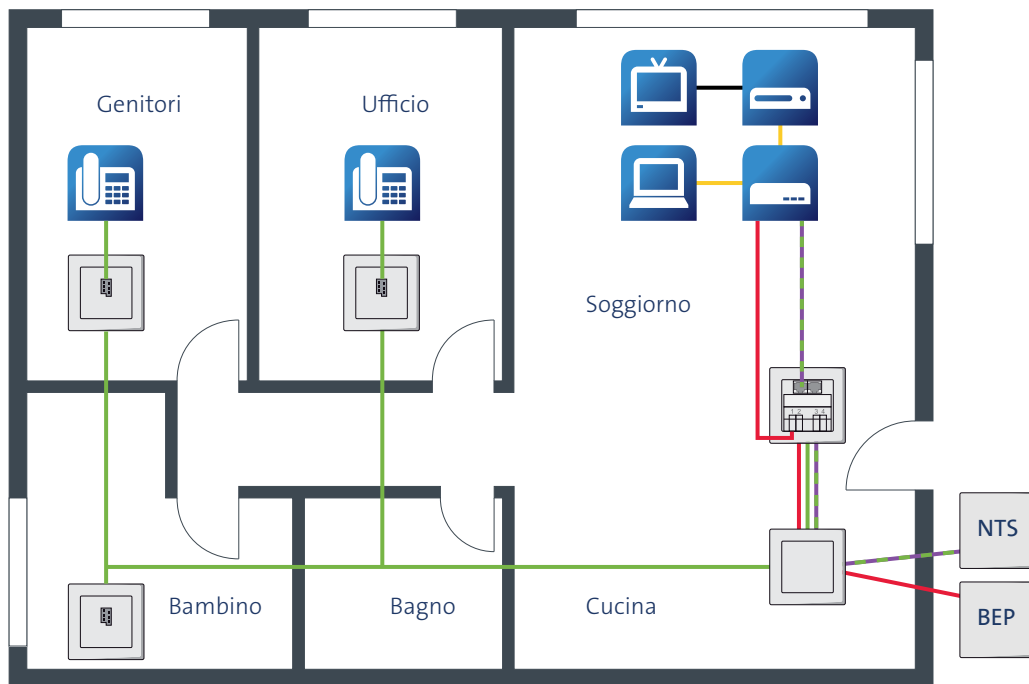 Genitori
Ufficio
Soggiorno
1 2 3 4
NTS
BEP
Bambino
Bagno
Cucina